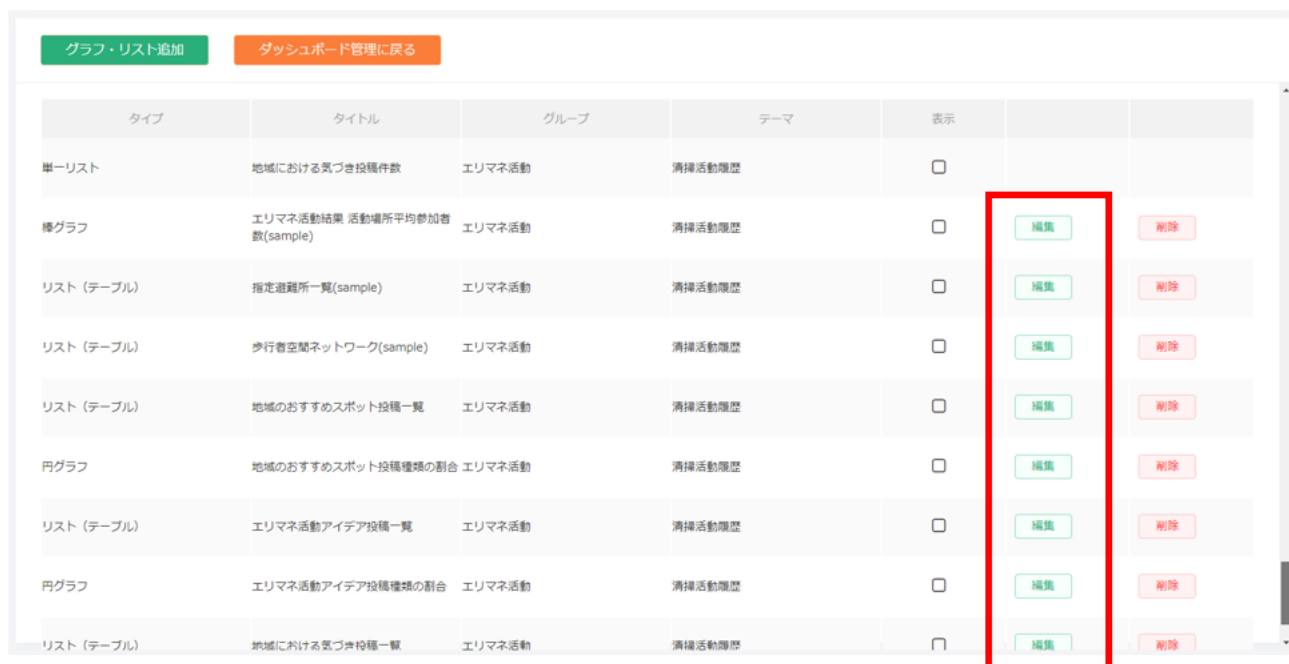 グラフ・リスト追加 ダッシュボード管理に戻る
タイプ タイトル グループ テーマ 表示
単一リスト 地域における気づき投稿件数 エリマネ活動 清掃活動履歴
棒グラフ エリマネ活動結果 活動場所平均参加者 エリマネ活動 清掃活動履歴 編集 削除
数(sample)
リスト（テーブル） 指定避難所一覧(sample) エリマネ活動 清掃活動履歴 編集 削除
リスト（テーブル） 歩行者空間ネットワーク(sample) エリマネ活動 清掃活動履歴 編集 削除
リスト（テーブル） 地域のおすすめスポット投稿一覧 エリマネ活動 清掃活動履歴 編集 削除
円グラフ 地域のおすすめスポット投稿種類の割合 エリマネ活動 清掃活動履歴 編集 削除
リスト（テーブル） エリマネ活動アイデア投稿一覧 エリマネ活動 清掃活動履歴 編集 削除
円グラフ エリマネ活動アイデア投稿種類の割合 エリマネ活動 清掃活動履歴 編集 削除
リスト（テーブル） 地域における気づき投稿一覧 エリマネ活動 清掃活動履歴 編集 削除